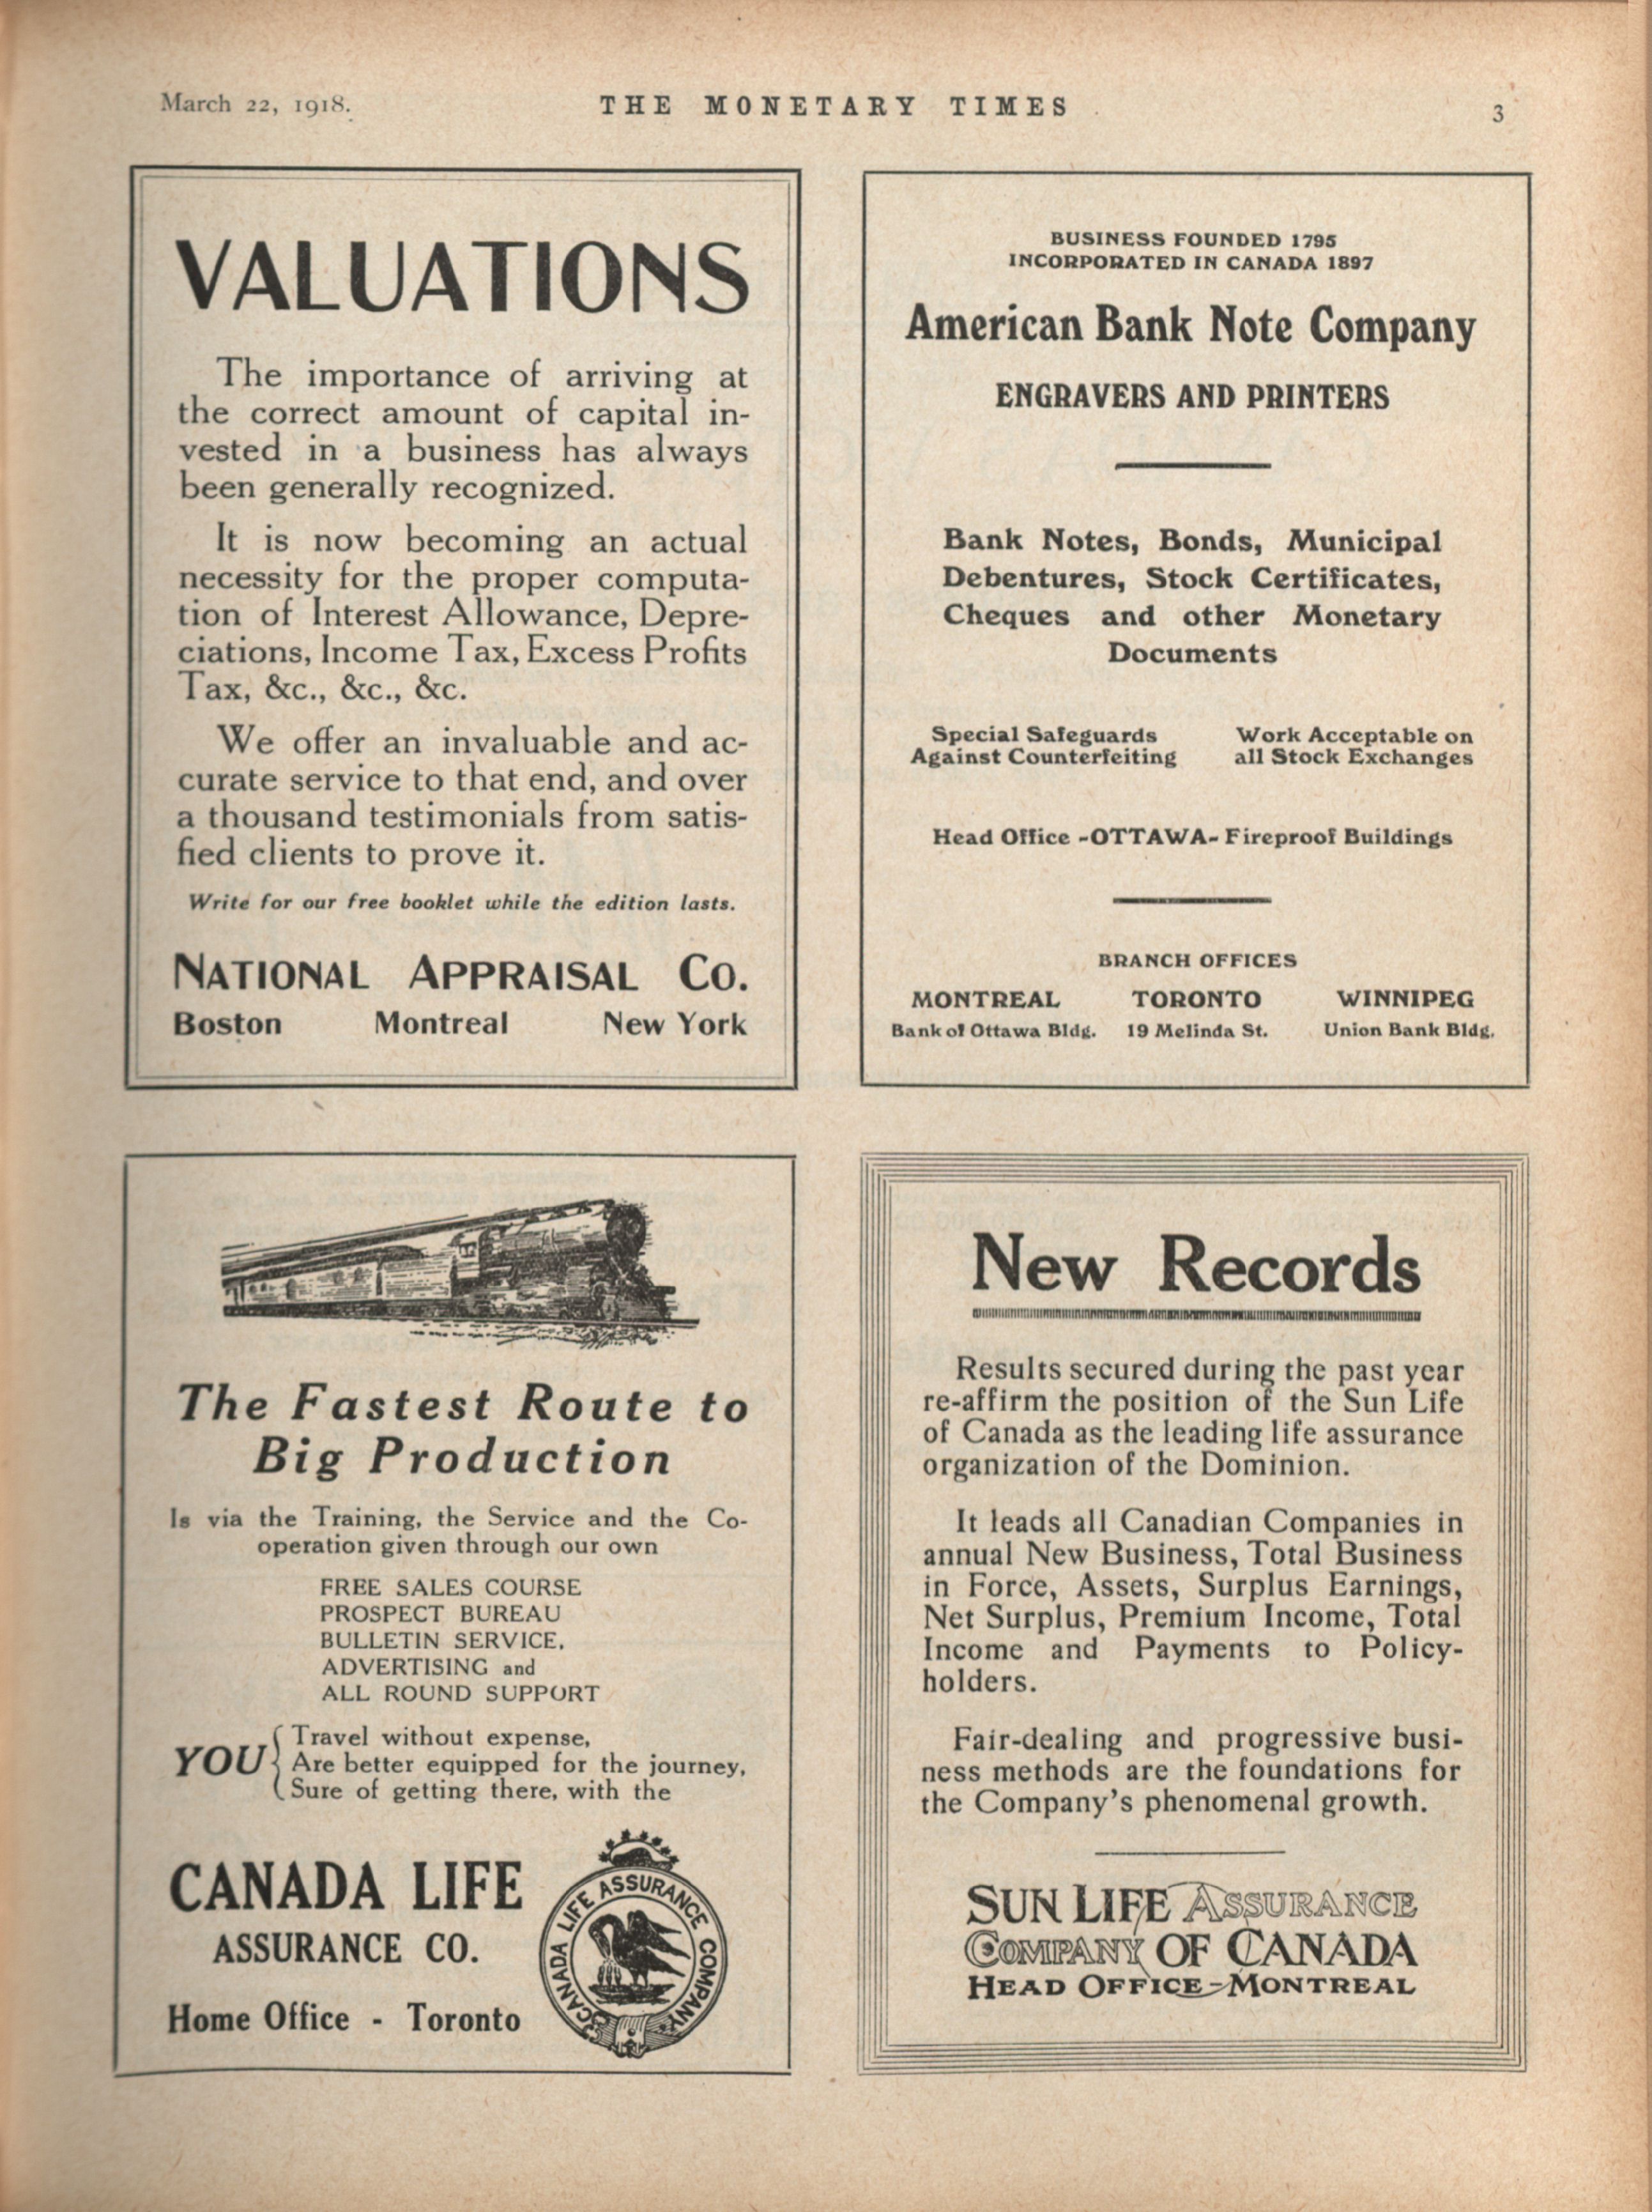 March 22, 1918.
THE MONETARY TIMES
3
VALUATIONS
The importance of arriving at
the correct amount of capital in-
vested in a business has always
been generally recognized.
It is now becoming an actual
necessity for the proper computa-
tion of Interest Allowance, Depre-
ciations, Income Tax, Excess Profits
Tax, &c., &c., &c.
We offer an invaluable and ac-
curate service to that end, and over
a thousand testimonials from satis-
fied clients to prove it.
Write for our free booklet while the edition lasts.
NATIONAL APPRAISAL CO.
Boston Montreal New York
BUSINESS FOUNDED 1795
INCORPORATED IN CANADA 1897
American Bank Note Company
ENGRAVERS AND PRINTERS
Bank Notes, Bonds, Municipal
Debentures, Stock Certificates,
Cheques and other Monetary
Documents
Special Safeguards
Against Counterfeiting
Work Acceptable on
all Stock Exchanges
Head Office -OTTAWA- Fireproof Buildings
BRANCH OFFICES
MONTREAL TORONTO WINNIPEG
Bank of Ottawa Bldg. 19 Melinda St. Union Bank Bldg.
The Fastest Route to
Big Production
Is via the Training, the Service and the Co-
operation given through our own
FREE SALES COURSE
PROSPECT BUREAU
BULLETIN SERVICE,
ADVERTISING and
ALL ROUND SUPPORT
YOU
Travel without expense,
Are better equipped for the journey,
Sure of getting there, with the
CANADA LIFE
ASSURANCE CO.
Home Office - Toronto
CANADA LIFE ASSURANCE COMPANY
New Records
Results secured during the past year
re-affirm the position of the Sun Life
of Canada as the leading life assurance
organization of the Dominion.
It leads all Canadian Companies in
annual New Business, Total Business
in Force, Assets, Surplus Earnings,
Net Surplus, Premium Income, Total
Income and Payments to Policy-
holders.
Fair-dealing and progressive busi-
ness methods are the foundations for
the Company's phenomenal growth.
SUN LIFE ASSURANCE
COMPANY OF CANADA
HEAD OFFICE-MONTREAL